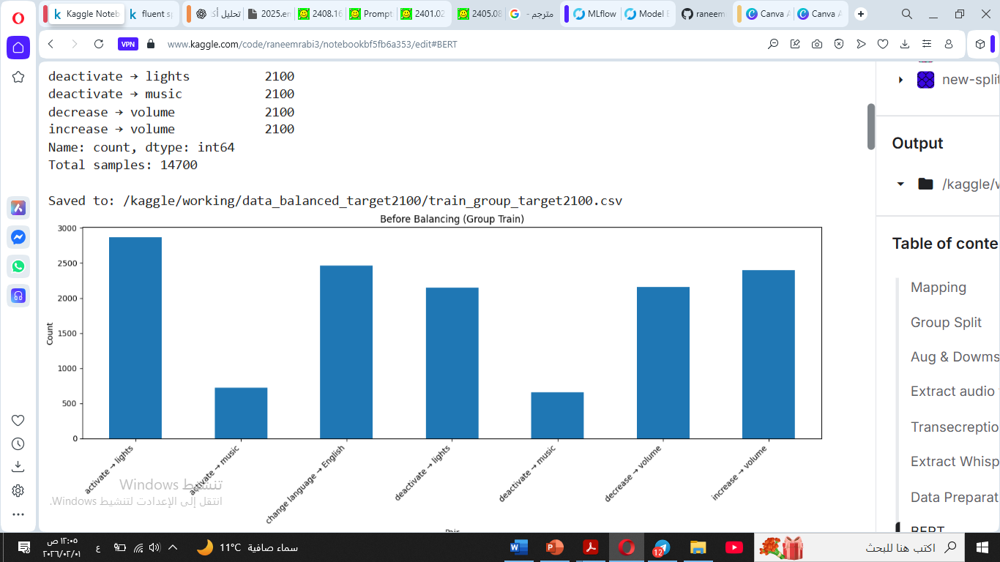 Kaggle Noteb
fluent s
تحليل أك
2025.en
2408.16
Prompt
2401.02
2405.08
مترجم -
MLflow
Model
raneem
Canva
Canva
VPN
www.kaggle.com/code/raneemrabi3/notebookbf5fb6a353/edit#BERT
deactivate → lights 2100
deactivate → music 2100
decrease → volume 2100
increase → volume 2100
Name: count, dtype: int64
Total samples: 14700
Saved to: /kaggle/working/data_balanced_target2100/train_group_target2100.csv
Before Balancing (Group Train)
3000
2500
2000
1500
1000
500
0
Count
activate → lights
activate → music
change language → English
deactivate → lights
deactivate → music
decrease → volume
increase → volume
تنشيط Windows
انتقل إلى الإعدادت لتنشيط Windows.
new-split
Output
/kaggle/w
Table of conte
Mapping
Group Split
Aug & Dowms
Extract audio
Transecreptio
Extract Whisp
Data Preparat
BERT
١٢:٠٥ ص
٢٠٢٦/٠٢/٠١
ع
11°C سماء صافية
12
اكتب هنا للبحث